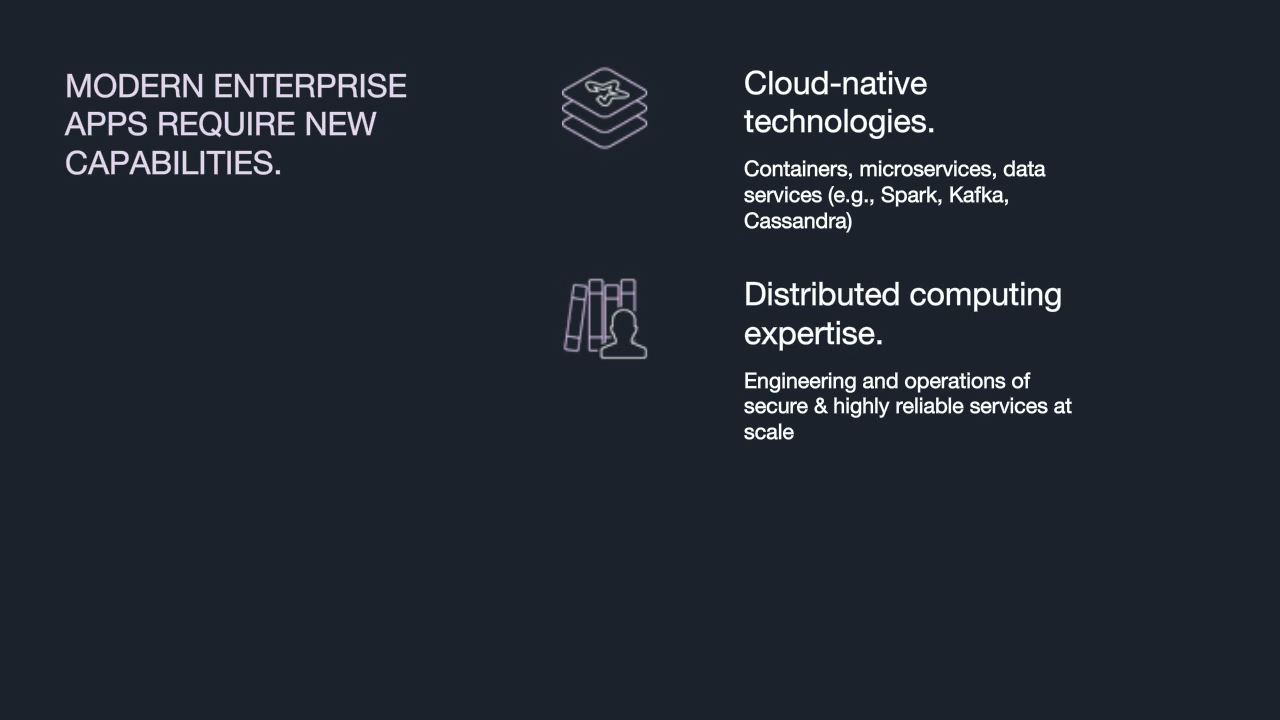 MODERN ENTERPRISE
APPS REQUIRE NEW
CAPABILITIES.
Cloud-native
technologies.
Containers, microservices, data
services (e.g., Spark, Kafka,
Cassandra)
Distributed computing
expertise.
Engineering and operations of
secure & highly reliable services at
scale